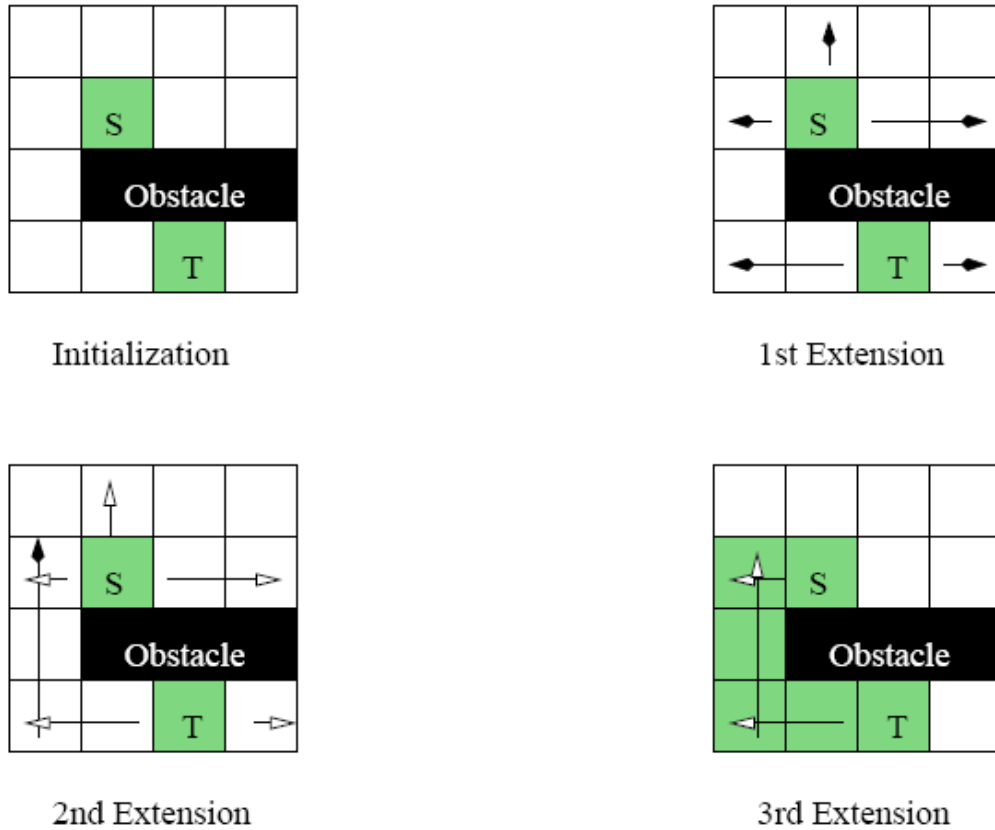 S
Obstacle
T
Initialization
S
Obstacle
T
1st Extension
S
Obstacle
T
2nd Extension
S
Obstacle
T
3rd Extension